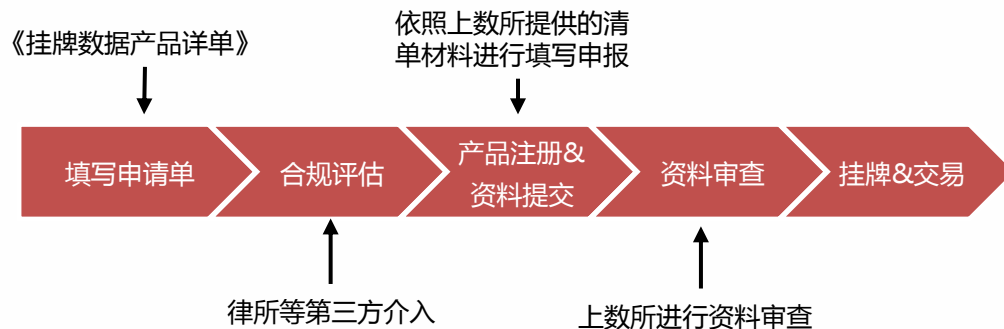 《挂牌数据产品详单》
依照上数所提供的清
单材料进行填写申报
填写申请单
合规评估
产品注册&
资料提交
资料审查
挂牌&交易
律所等第三方介入
上数所进行资料审查